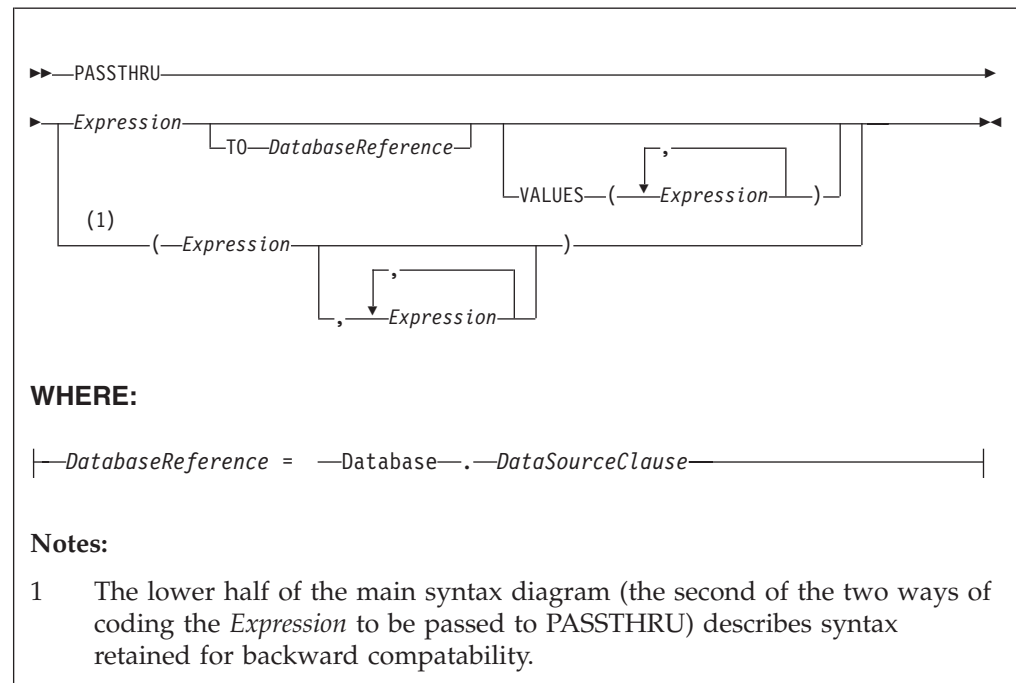 PASSTHRU
Expression
TO DatabaseReference
,
VALUES ( Expression )
(1)
( Expression )
,
, Expression
WHERE:
DatabaseReference = Database . DataSourceClause
Notes:
1 The lower half of the main syntax diagram (the second of the two ways of
coding the Expression to be passed to PASSTHRU) describes syntax
retained for backward compatability.